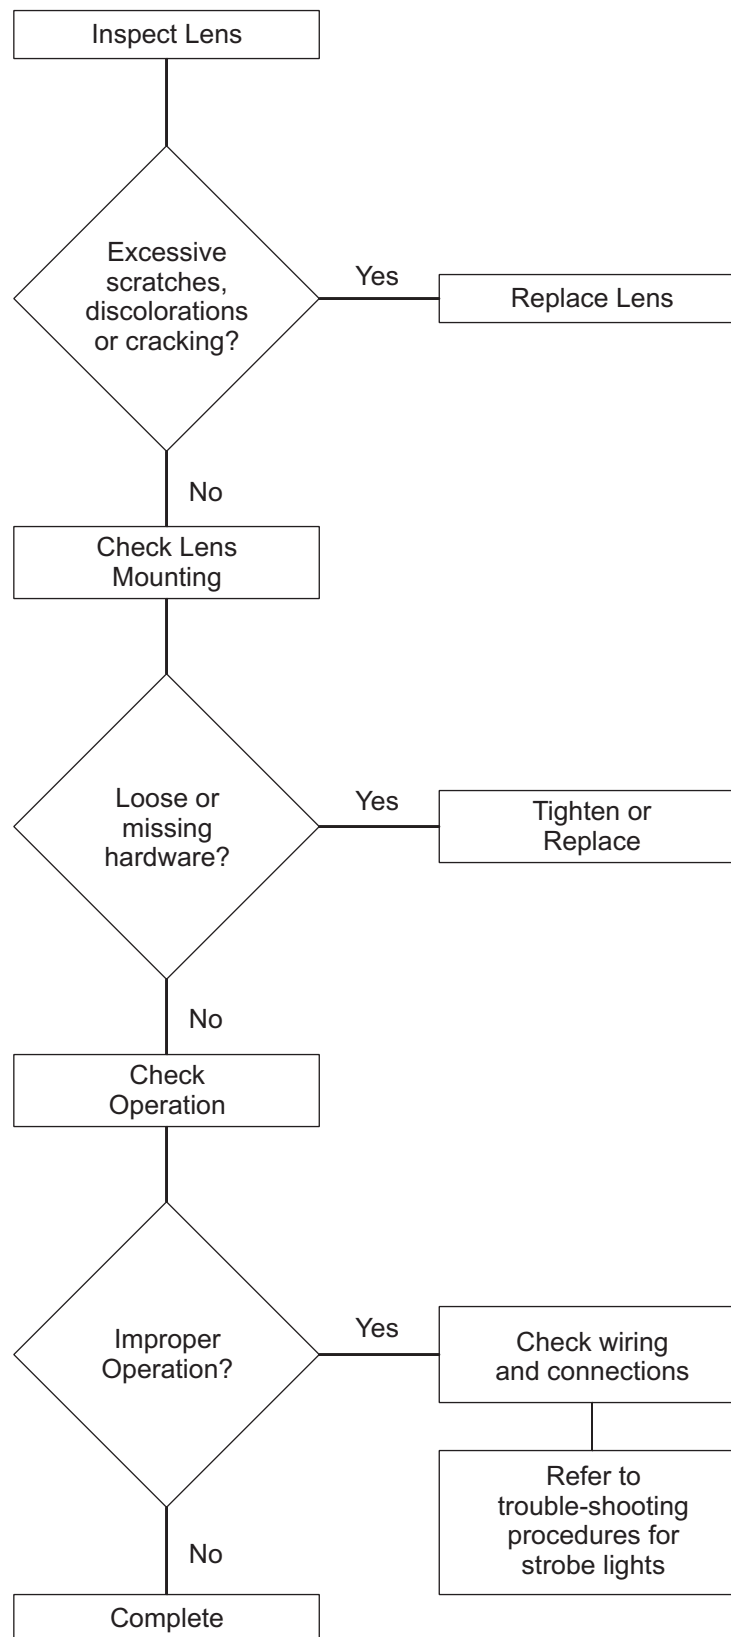 Inspect Lens
Excessive
scratches,
discolorations
or cracking?
Yes
Replace Lens
No
Check Lens
Mounting
Loose or
missing
hardware?
Yes
Tighten or
Replace
No
Check
Operation
Improper
Operation?
Yes
Check wiring
and connections
Refer to
trouble-shooting
procedures for
strobe lights
No
Complete